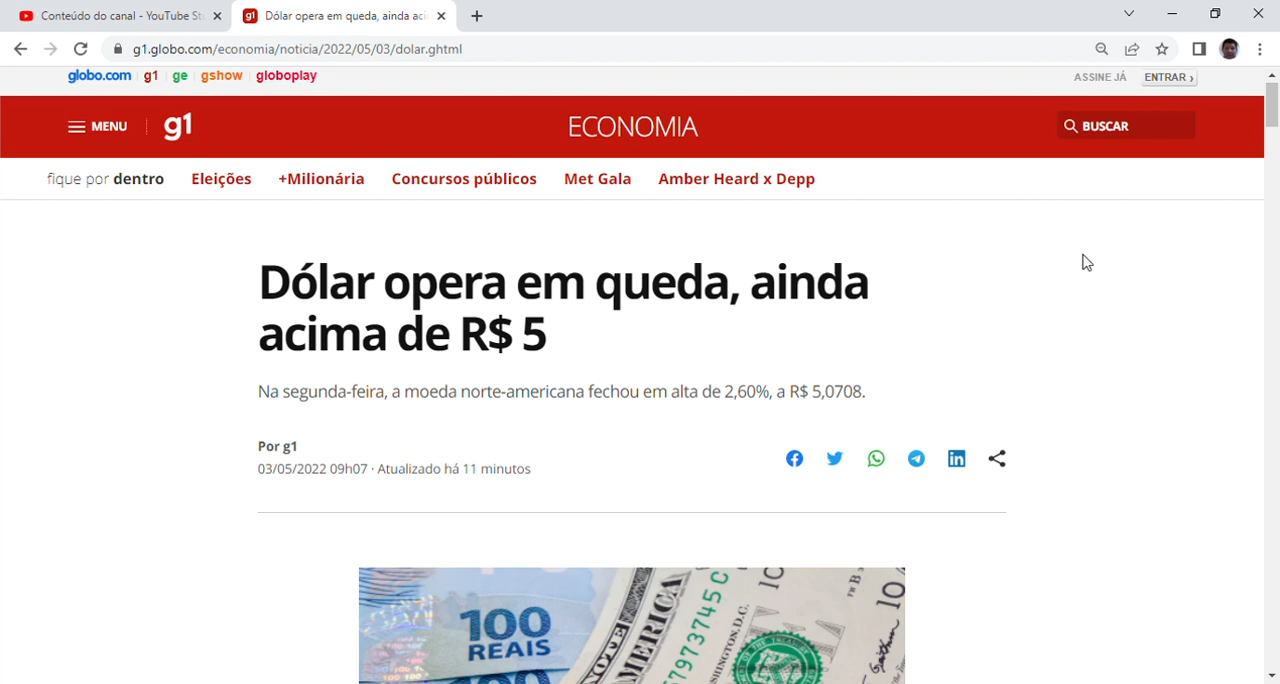 Conteúdo do canal - YouTube St
Dólar opera em queda, ainda aci
g1.globo.com/economia/noticia/2022/05/03/dolar.ghtml
globo.com g1 ge gshow globoplay
ASSINE JÁ ENTRAR ›
MENU g1 ECONOMIA BUSCAR
fique por dentro Eleições +Milionária Concursos públicos Met Gala Amber Heard x Depp
Dólar opera em queda, ainda
acima de R$ 5
Na segunda-feira, a moeda norte-americana fechou em alta de 2,60%, a R$ 5,0708.
Por g1
03/05/2022 09h07 · Atualizado há 11 minutos
100
REAIS
NOTE
AMERICA
67973745C
WASHINGTON, D.C.